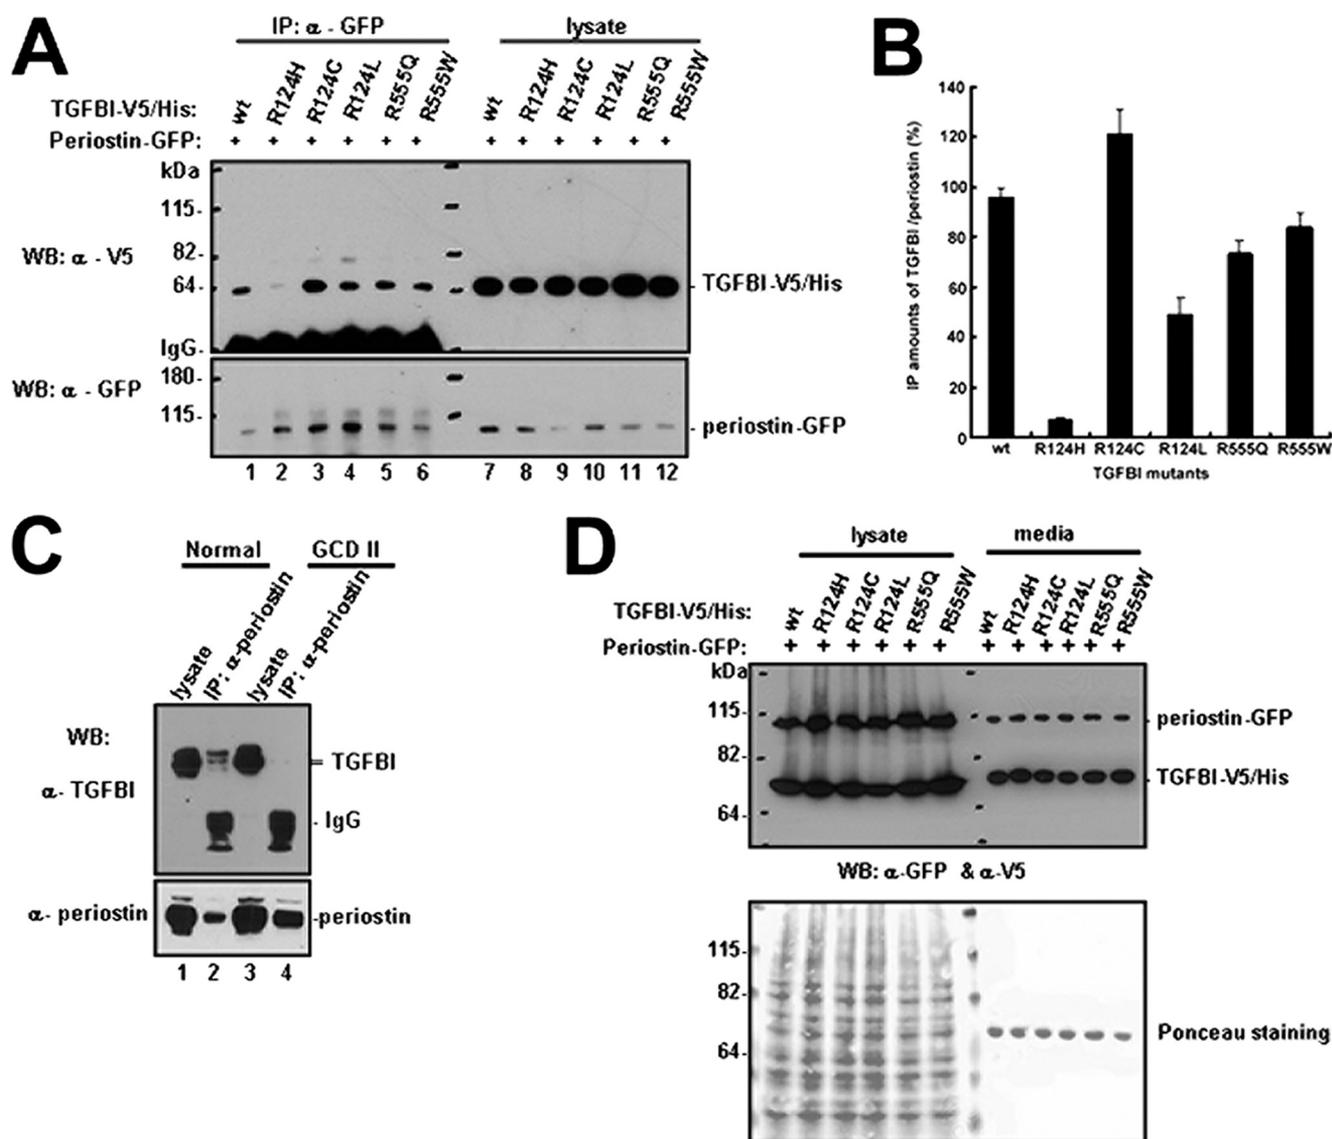 A
IP: α - GFP lysate
TGFBI-V5/His: wt R124H R124C R124L R555Q R555W wt R124H R124C R124L R555Q R555W
Periostin-GFP: + + + + + + + + + + + +
kDa
115-
82-
WB: α - V5
64- - TGFBI-V5/His
IgG-
180-
WB: α - GFP
115-
- periostin-GFP
1 2 3 4 5 6 7 8 9 10 11 12
B
IP amounts of TGFBI /periostin (%)
140
120
100
80
60
40
20
0
wt R124H R124C R124L R555Q R555W
TGFBI mutants
C
Normal GCD II
lysate IP: α-periostin lysate IP: α-periostin
WB:
α- TGFBI
= TGFBI
- IgG
α- periostin -periostin
1 2 3 4
D
lysate media
TGFBI-V5/His: wt R124H R124C R124L R555Q R555W wt R124H R124C R124L R555Q R555W
Periostin-GFP: + + + + + + + + + + + +
kDa
115- - periostin-GFP
82-
- TGFBI-V5/His
64-
WB: α-GFP & α-V5
115-
82-
64-
Ponceau staining